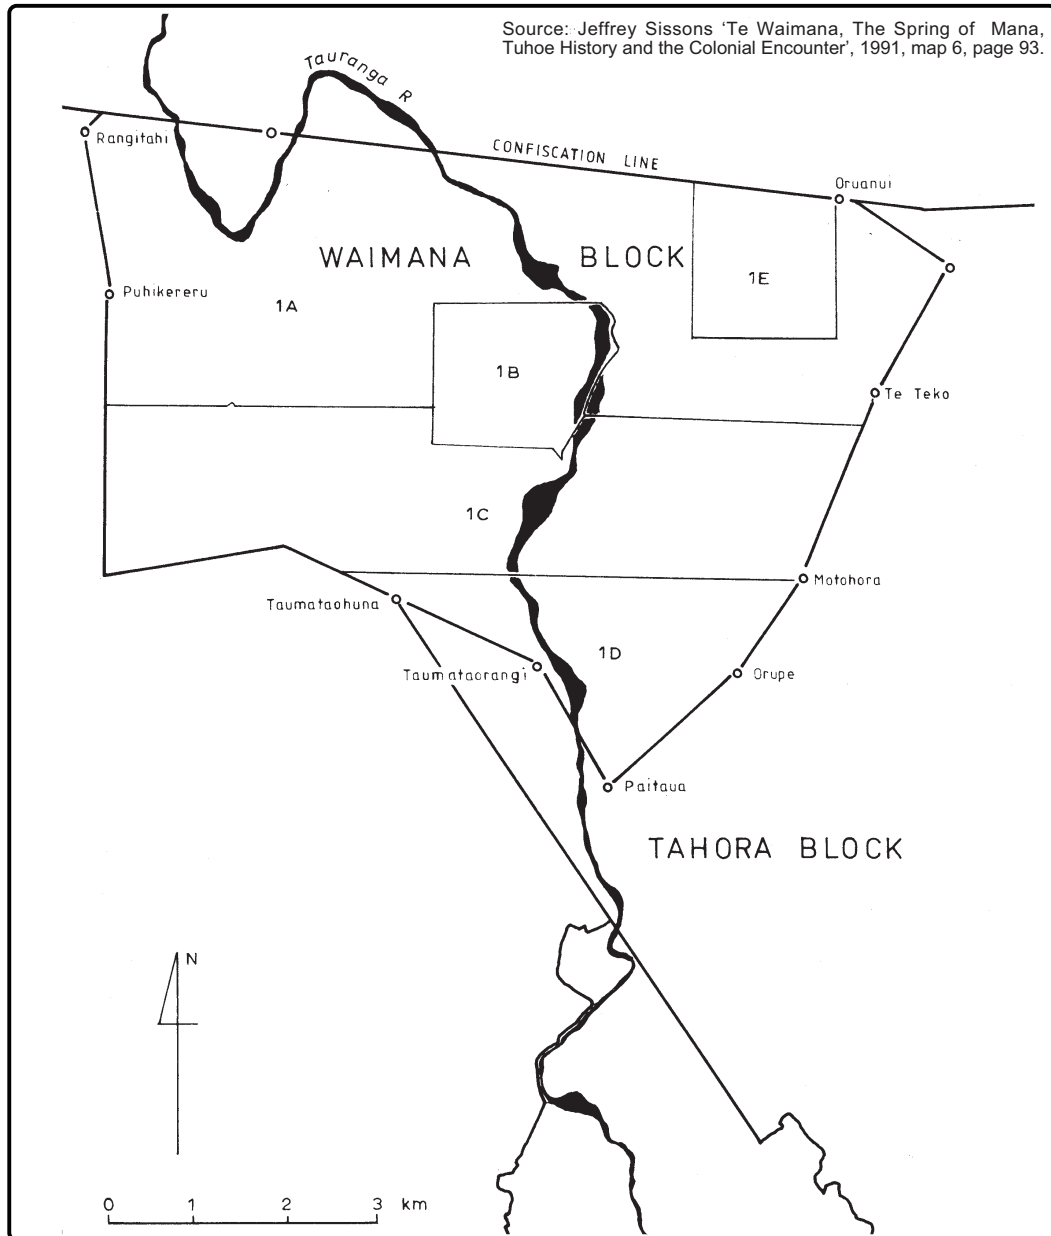 Source: Jeffrey Sissons ‘Te Waimana, The Spring of Mana,
Tuhoe History and the Colonial Encounter’, 1991, map 6, page 93.
Tauranga R
Rangitahi
CONFISCATION LINE
Oruanui
WAIMANA BLOCK
1E
Puhikereru
1A
1B
Te Teko
1C
Motohora
Taumataohuna
1D
Taumataorangi
Orupe
Paitaua
TAHORA BLOCK
N
0 1 2 3 km